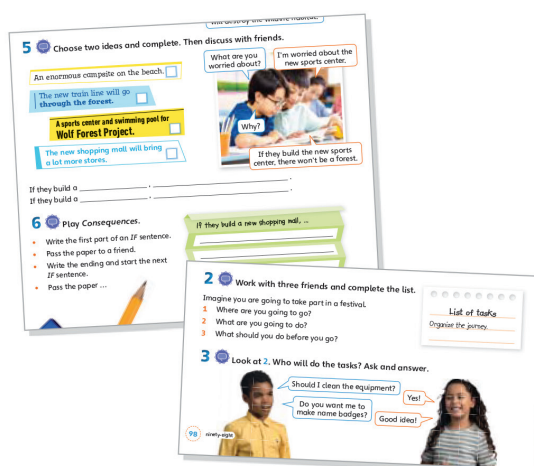 will destroy the wildlife habitat.
5 Choose two ideas and complete. Then discuss with friends.
An enormous campsite on the beach.
The new train line will go
through the forest.
A sports center and swimming pool for
Wolf Forest Project.
The new shopping mall will bring
a lot more stores.
What are you
worried about?
I'm worried about the
new sports center.
Why?
If they build the new sports
center, there won't be a forest.
If they build a ____________ , ____________ .
If they build a ____________ , ____________ .
6 Play Consequences.
• Write the first part of an IF sentence.
• Pass the paper to a friend.
• Write the ending and start the next
IF sentence.
• Pass the paper ...
If they build a new shopping mall, ...
2 Work with three friends and complete the list.
Imagine you are going to take part in a festival.
1 Where are you going to go?
2 What are you going to do?
3 What should you do before you go?
List of tasks
Organize the journey.
3 Look at 2. Who will do the tasks? Ask and answer.
Should I clean the equipment?
Yes!
Do you want me to
make name badges?
Good idea!
98 ninety-eight